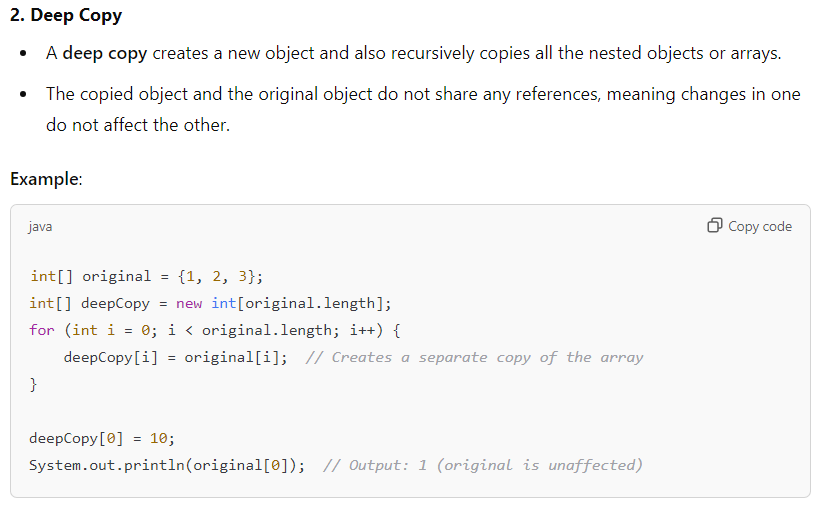 2. Deep Copy
• A deep copy creates a new object and also recursively copies all the nested objects or arrays.
• The copied object and the original object do not share any references, meaning changes in one
do not affect the other.
Example:
java Copy code
int[] original = {1, 2, 3};
int[] deepCopy = new int[original.length];
for (int i = 0; i < original.length; i++) {
    deepCopy[i] = original[i];  // Creates a separate copy of the array
}
deepCopy[0] = 10;
System.out.println(original[0]);  // Output: 1 (original is unaffected)